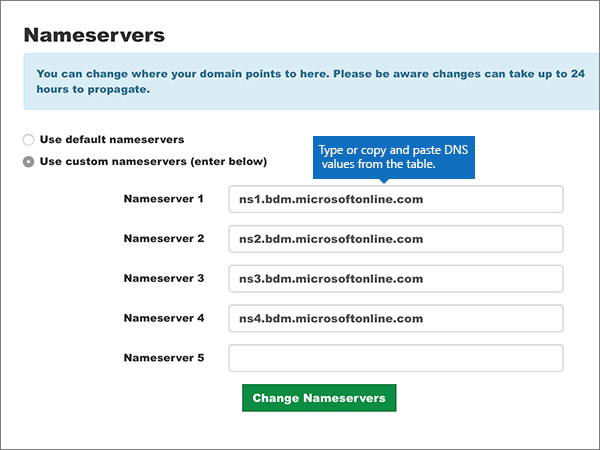 Nameservers
You can change where your domain points to here. Please be aware changes can take up to 24
hours to propagate.
Use default nameservers
Use custom nameservers (enter below)
Type or copy and paste DNS
values from the table.
Nameserver 1
ns1.bdm.microsoftonline.com
Nameserver 2
ns2.bdm.microsoftonline.com
Nameserver 3
ns3.bdm.microsoftonline.com
Nameserver 4
ns4.bdm.microsoftonline.com
Nameserver 5
Change Nameservers